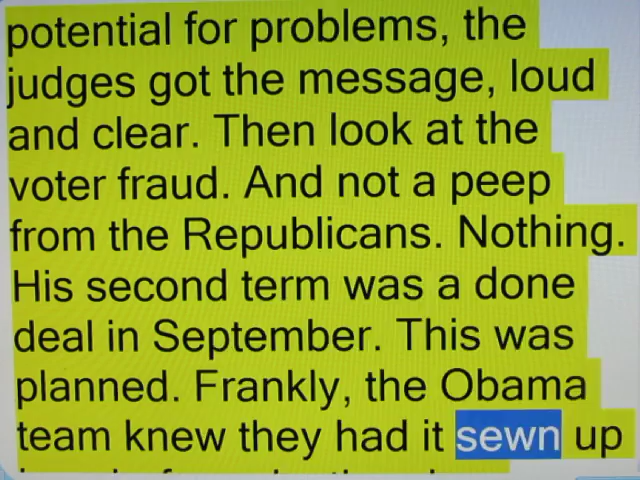 potential for problems, the
judges got the message, loud
and clear. Then look at the
voter fraud. And not a peep
from the Republicans. Nothing.
His second term was a done
deal in September. This was
planned. Frankly, the Obama
team knew they had it sewn up